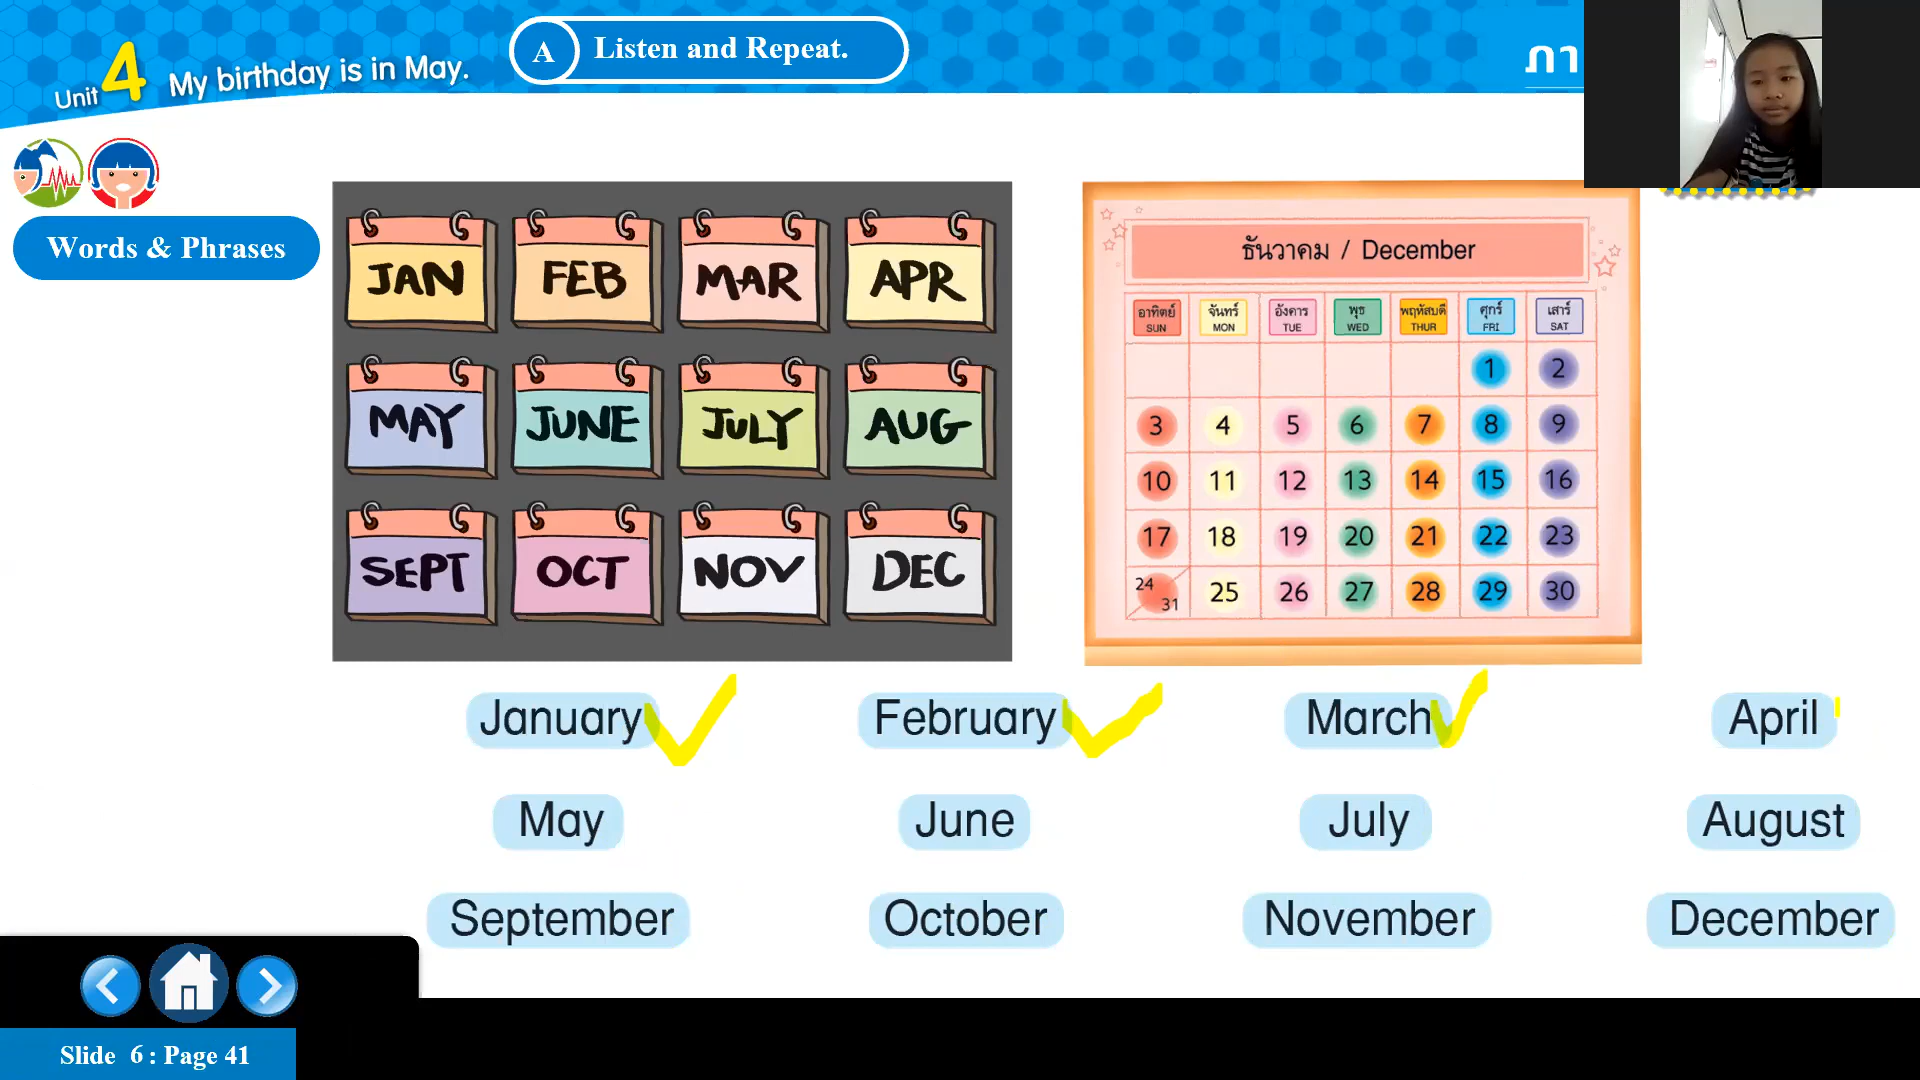 Unit 4 My birthday is in May.
A Listen and Repeat.
ภา
Words & Phrases
JAN FEB MAR APR
MAY JUNE JULY AUG
SEPT OCT NOV DEC
ธันวาคม / December
อาทิตย์ จันทร์ อังคาร พุธ พฤหัสบดี ศุกร์ เสาร์
SUN MON TUE WED THUR FRI SAT
1 2
3 4 5 6 7 8 9
10 11 12 13 14 15 16
17 18 19 20 21 22 23
24 31 25 26 27 28 29 30
January February March April
May June July August
September October November December
Slide 6 : Page 41